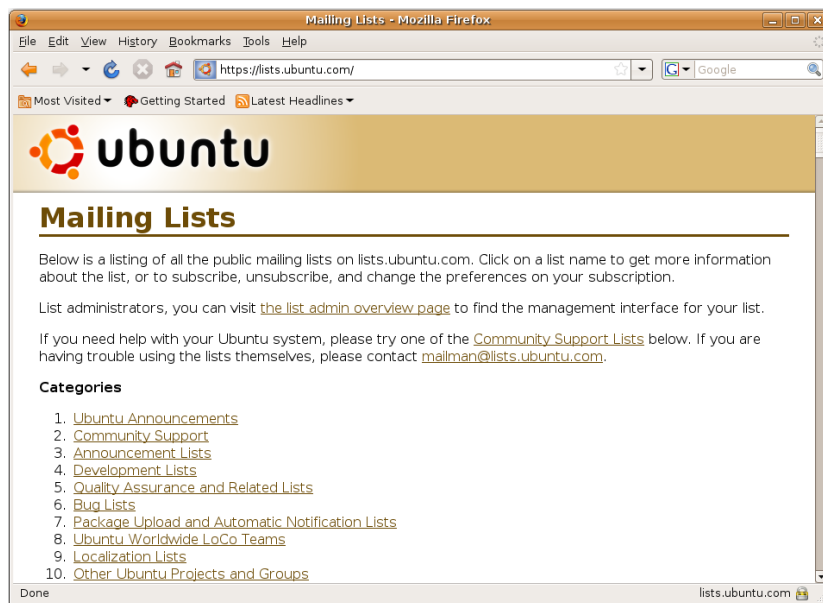 Mailing Lists - Mozilla Firefox
File Edit View History Bookmarks Tools Help
https://lists.ubuntu.com/
G Google
Most Visited Getting Started Latest Headlines
ubuntu
Mailing Lists
Below is a listing of all the public mailing lists on lists.ubuntu.com. Click on a list name to get more information
about the list, or to subscribe, unsubscribe, and change the preferences on your subscription.
List administrators, you can visit the list admin overview page to find the management interface for your list.
If you need help with your Ubuntu system, please try one of the Community Support Lists below. If you are
having trouble using the lists themselves, please contact mailman@lists.ubuntu.com.
Categories
1. Ubuntu Announcements
2. Community Support
3. Announcement Lists
4. Development Lists
5. Quality Assurance and Related Lists
6. Bug Lists
7. Package Upload and Automatic Notification Lists
8. Ubuntu Worldwide LoCo Teams
9. Localization Lists
10. Other Ubuntu Projects and Groups
Done lists.ubuntu.com